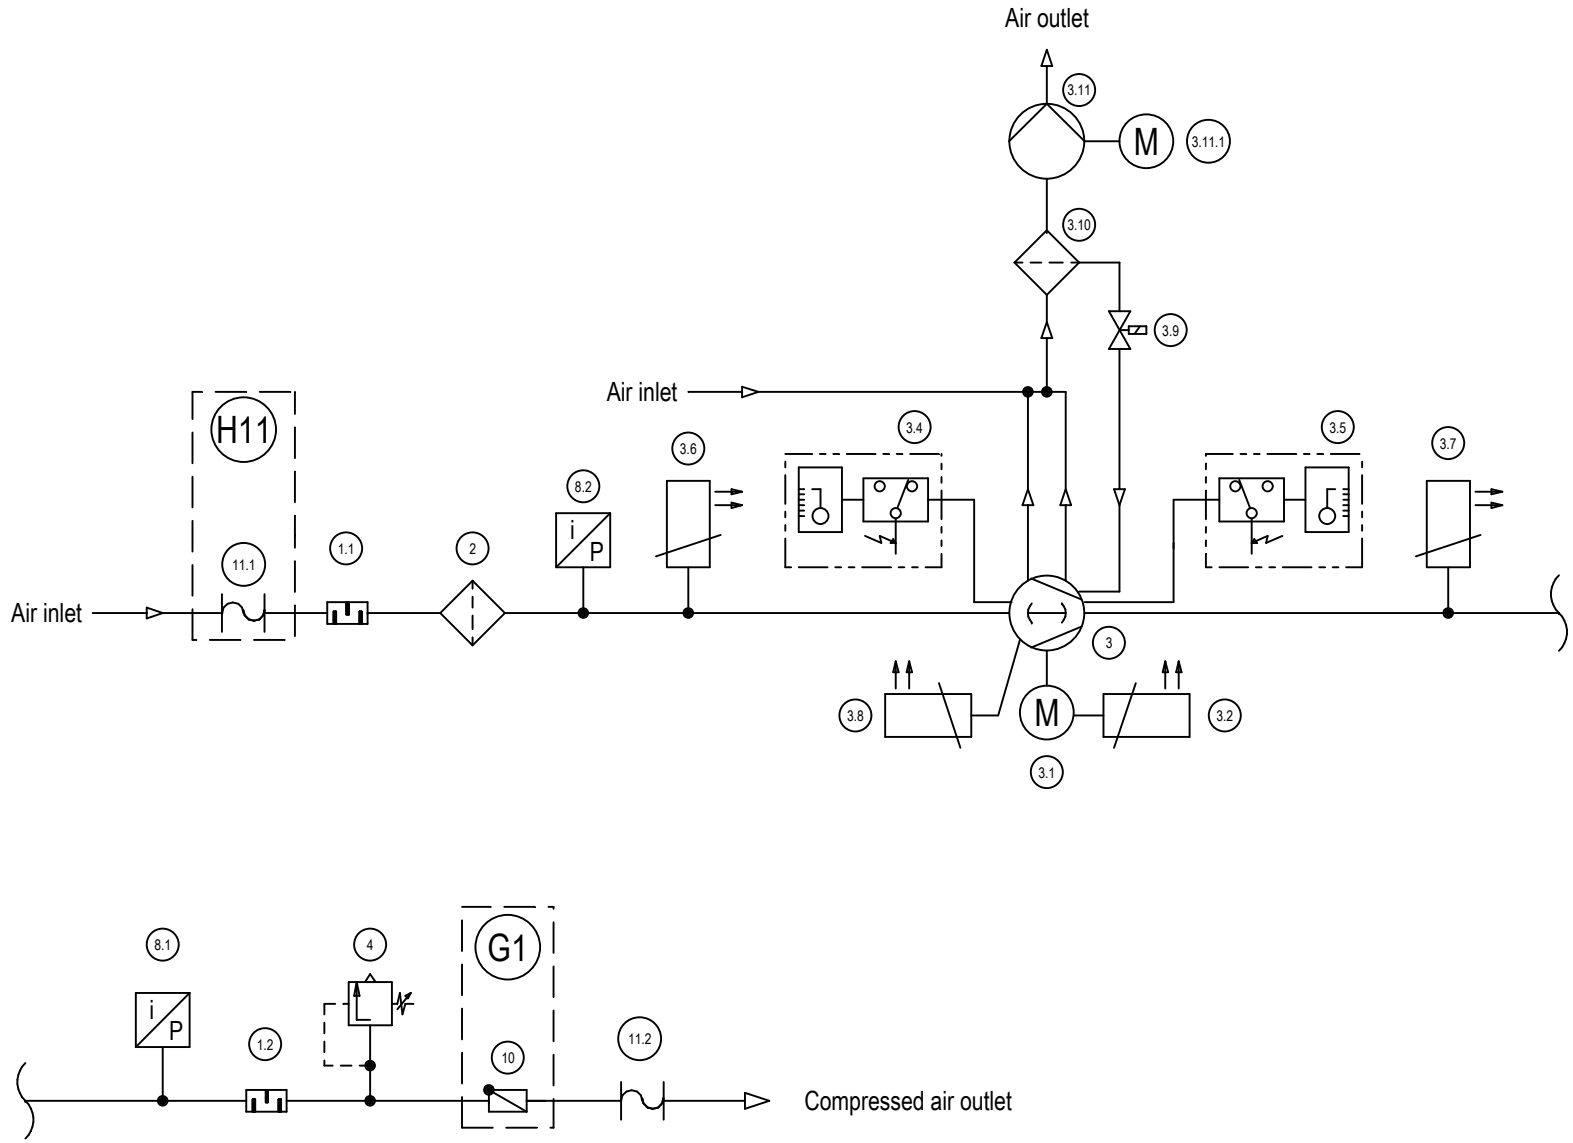 Air outlet
3.11
M
3.11.1
3.10
3.9
Air inlet
H11
3.4
3.5
3.6
3.7
8.2
i
P
11.1
1.1
2
Air inlet
3
3.8
M
3.2
3.1
8.1
4
G1
i
P
1.2
10
11.2
Compressed air outlet